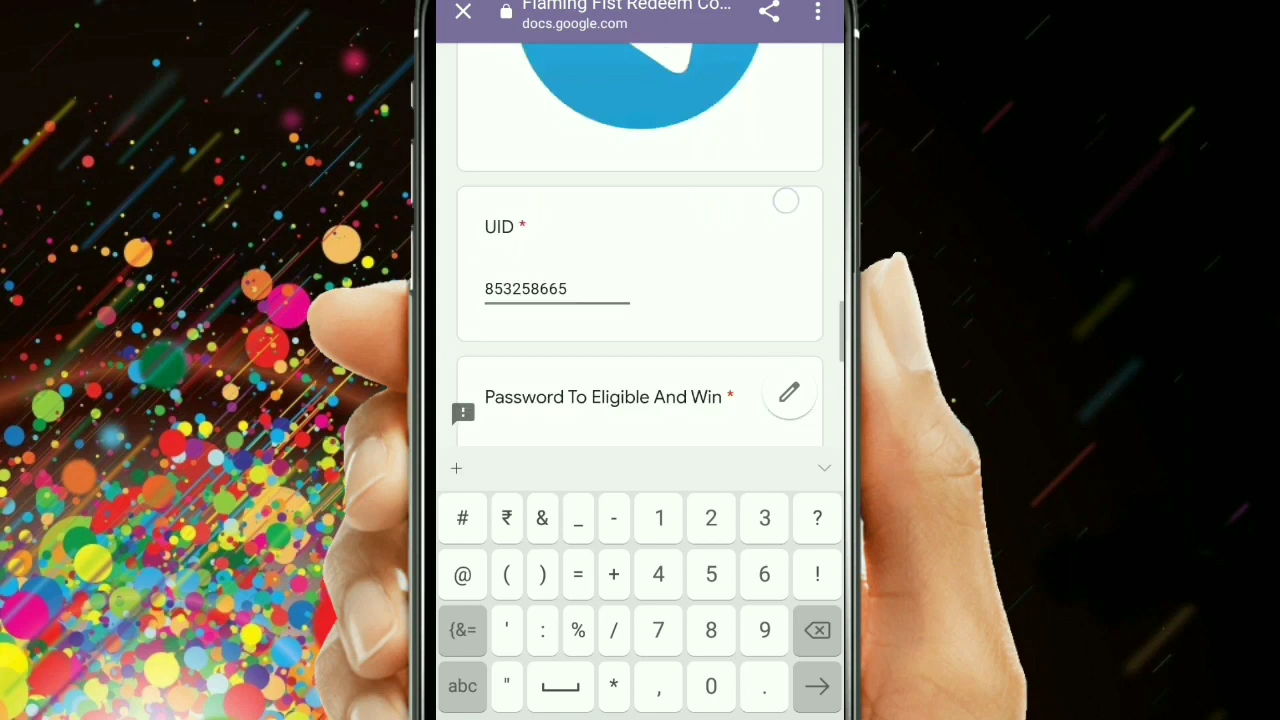 Flaming Fist Redeem Co...
docs.google.com
UID *
853258665
Password To Eligible And Win *
# ₹ & _ - 1 2 3 ?
@ ( ) = + 4 5 6 !
{&= ' : % / 7 8 9
abc " * , 0 .